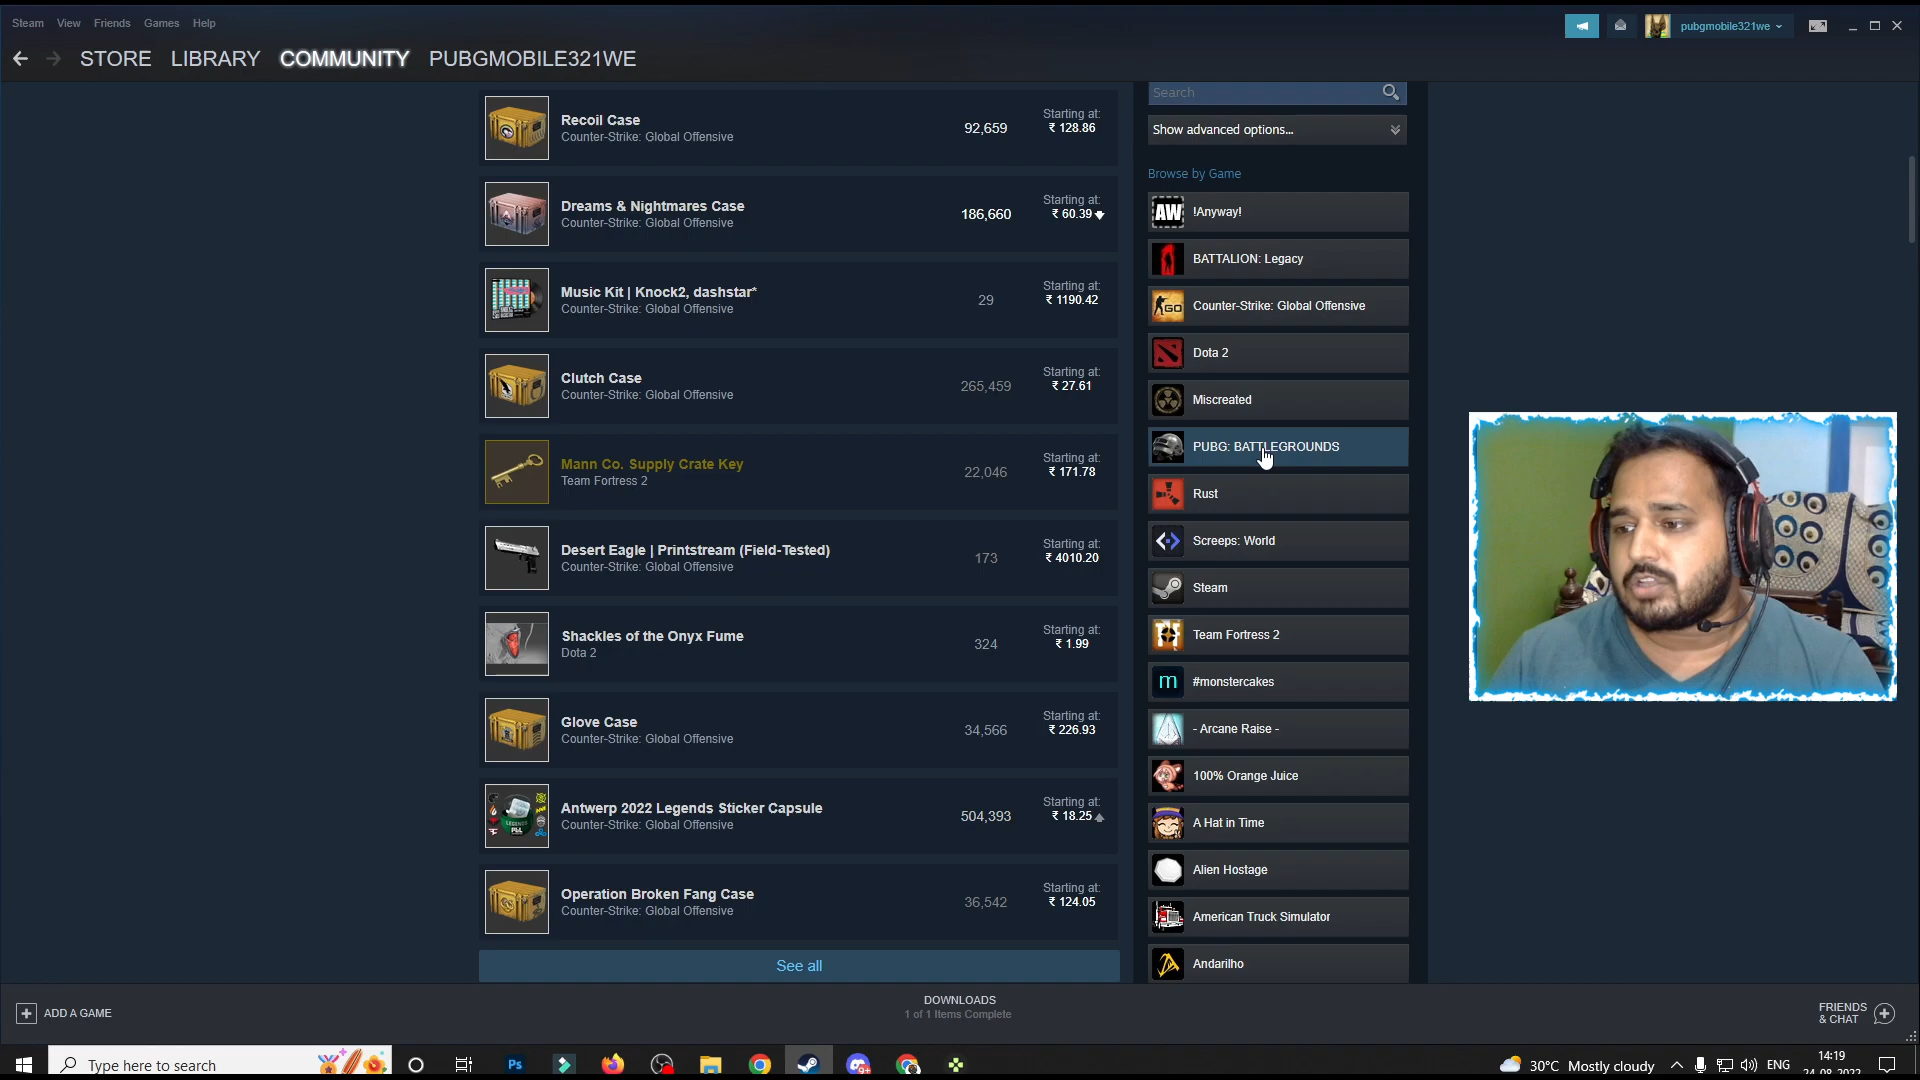 Steam View Friends Games Help
pubgmobile321we
STORE LIBRARY COMMUNITY PUBGMOBILE321WE
Recoil Case
Counter-Strike: Global Offensive
92,659
Starting at:
₹ 128.86
Dreams & Nightmares Case
Counter-Strike: Global Offensive
186,660
Starting at:
₹ 60.39
Music Kit | Knock2, dashstar*
Counter-Strike: Global Offensive
29
Starting at:
₹ 1190.42
Clutch Case
Counter-Strike: Global Offensive
265,459
Starting at:
₹ 27.61
Mann Co. Supply Crate Key
Team Fortress 2
22,046
Starting at:
₹ 171.78
Desert Eagle | Printstream (Field-Tested)
Counter-Strike: Global Offensive
173
Starting at:
₹ 4010.20
Shackles of the Onyx Fume
Dota 2
324
Starting at:
₹ 1.99
Glove Case
Counter-Strike: Global Offensive
34,566
Starting at:
₹ 226.93
Antwerp 2022 Legends Sticker Capsule
Counter-Strike: Global Offensive
504,393
Starting at:
₹ 18.25
Operation Broken Fang Case
Counter-Strike: Global Offensive
36,542
Starting at:
₹ 124.05
See all
Search
Show advanced options...
Browse by Game
AW !Anyway!
BATTALION: Legacy
GO Counter-Strike: Global Offensive
Dota 2
Miscreated
PUBG: BATTLEGROUNDS
Rust
Screeps: World
Steam
Team Fortress 2
m #monstercakes
- Arcane Raise -
100% Orange Juice
A Hat in Time
Alien Hostage
American Truck Simulator
Andarilho
ADD A GAME
DOWNLOADS
1 of 1 Items Complete
FRIENDS
& CHAT
Type here to search
Ps
9+
30°C Mostly cloudy
ENG
14:19
24-08-2022